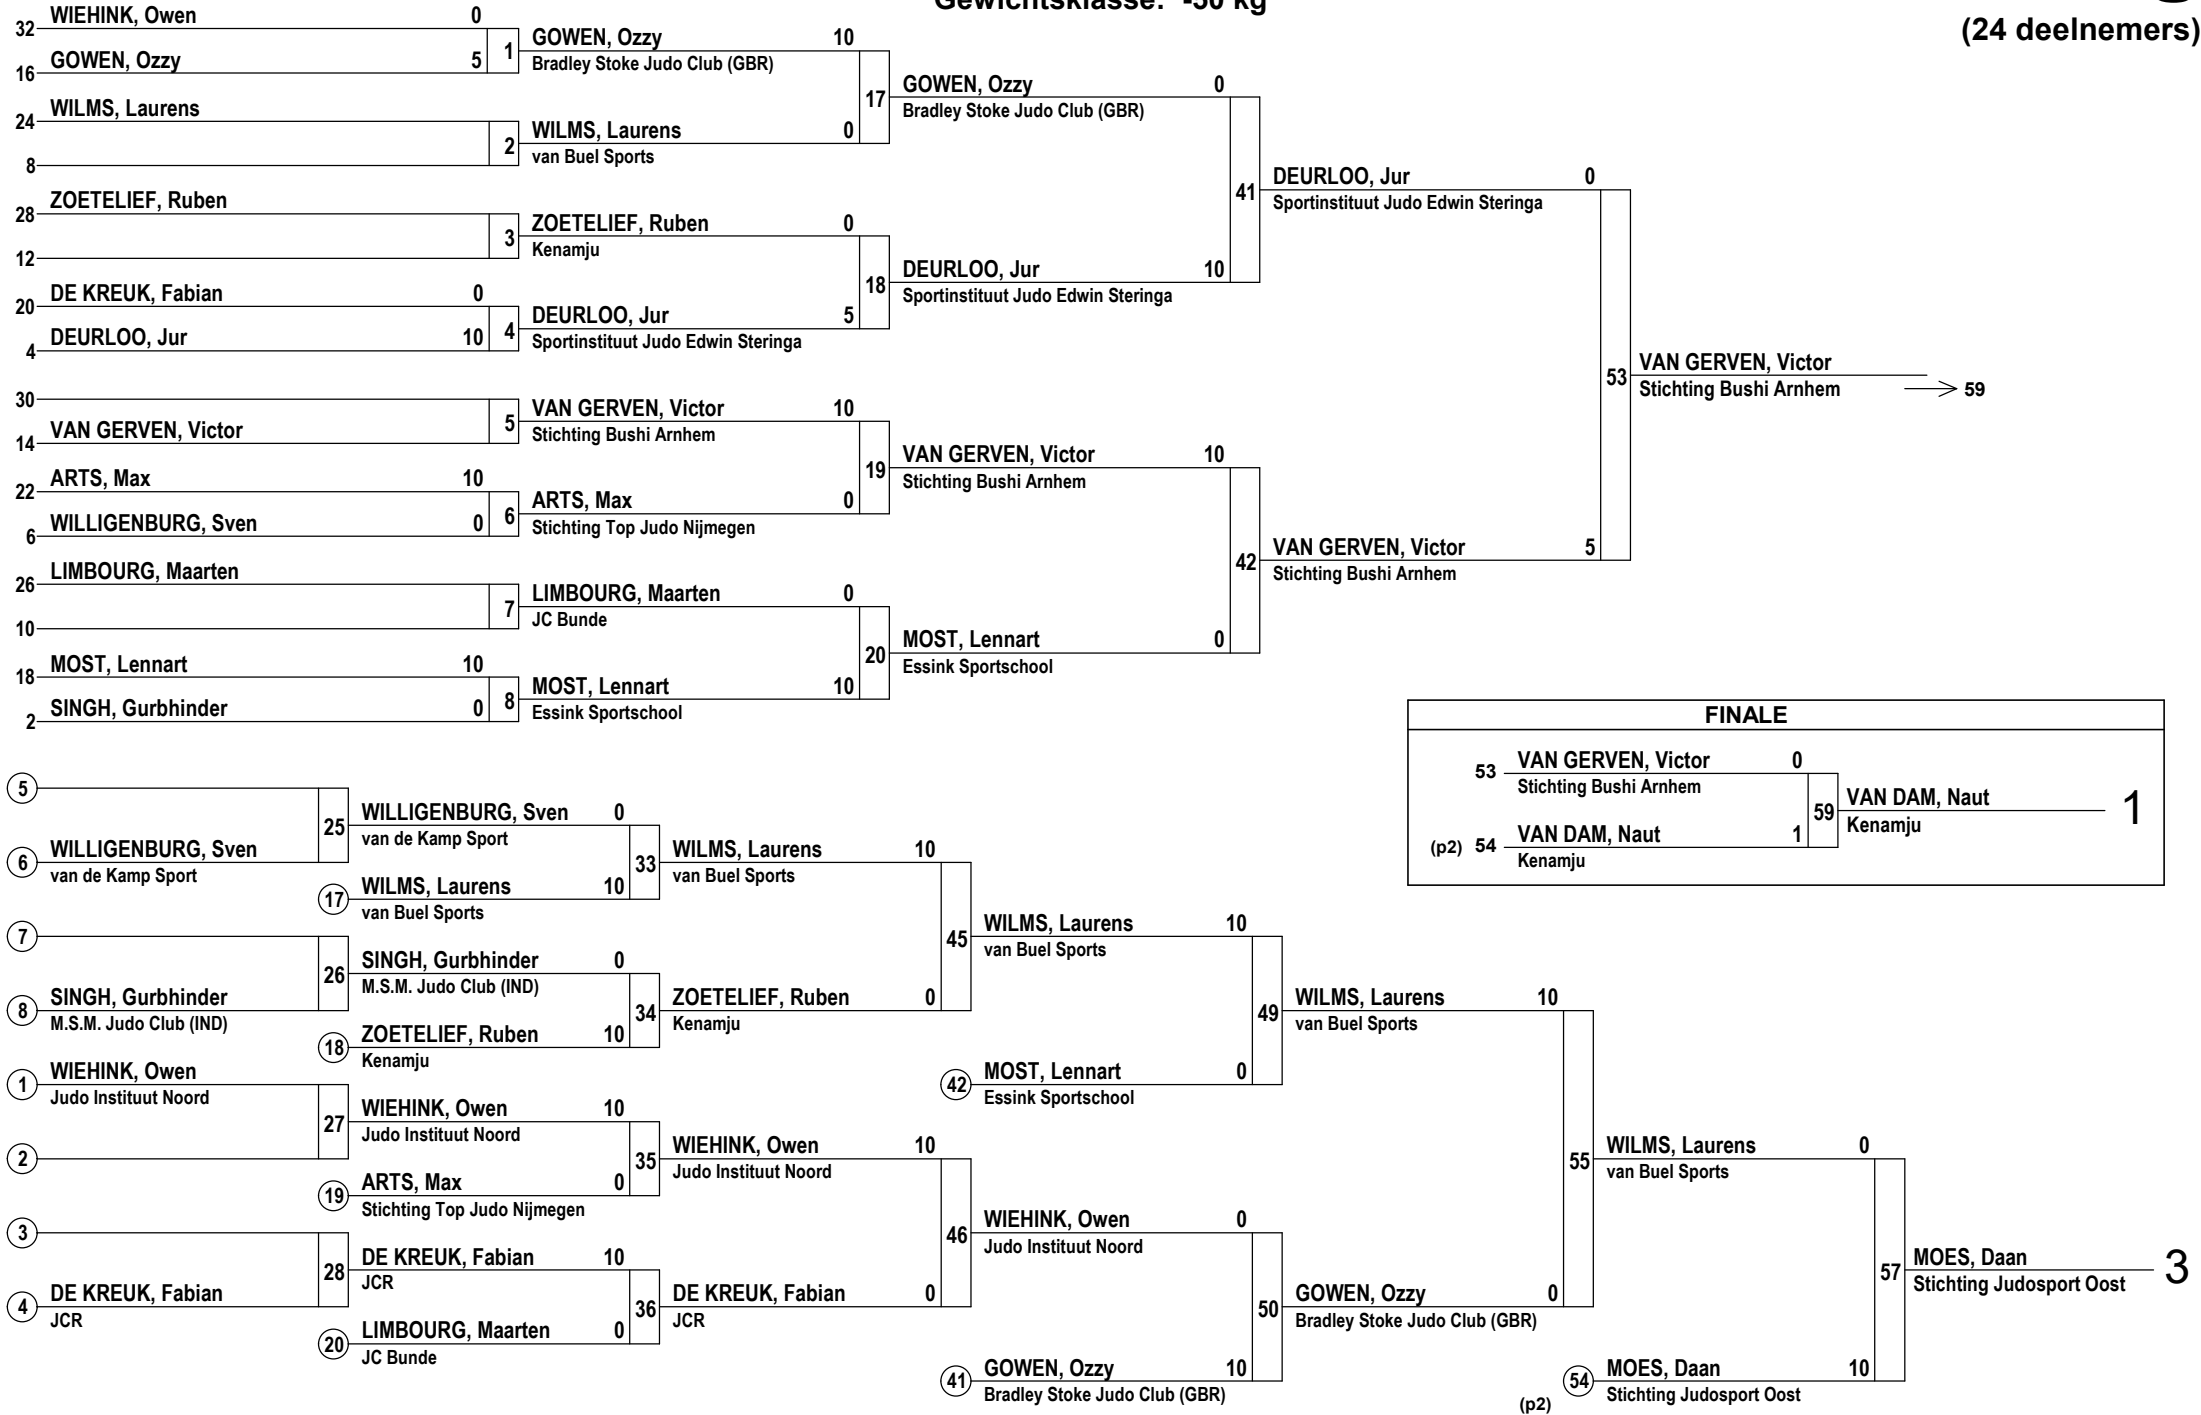 Gewichtsklasse: -50 kg
(24 deelnemers)
32 WIEHINK, Owen 0
16 GOWEN, Ozzy 5
1
GOWEN, Ozzy 10
Bradley Stoke Judo Club (GBR)
24 WILMS, Laurens
8
2
WILMS, Laurens 0
van Buel Sports
17
GOWEN, Ozzy 0
Bradley Stoke Judo Club (GBR)
28 ZOETELIEF, Ruben
12
3
ZOETELIEF, Ruben 0
Kenamju
20 DE KREUK, Fabian 0
4 DEURLOO, Jur 10
4
DEURLOO, Jur 5
Sportinstituut Judo Edwin Steringa
18
DEURLOO, Jur 10
Sportinstituut Judo Edwin Steringa
41
DEURLOO, Jur 0
Sportinstituut Judo Edwin Steringa
30
14 VAN GERVEN, Victor
5
VAN GERVEN, Victor 10
Stichting Bushi Arnhem
22 ARTS, Max 10
6 WILLIGENBURG, Sven 0
6
ARTS, Max 0
Stichting Top Judo Nijmegen
19
VAN GERVEN, Victor 10
Stichting Bushi Arnhem
26 LIMBOURG, Maarten
10
7
LIMBOURG, Maarten 0
JC Bunde
18 MOST, Lennart 10
2 SINGH, Gurbhinder 0
8
MOST, Lennart 10
Essink Sportschool
20
MOST, Lennart 0
Essink Sportschool
42
VAN GERVEN, Victor 5
Stichting Bushi Arnhem
53
VAN GERVEN, Victor
Stichting Bushi Arnhem
59
FINALE
53 VAN GERVEN, Victor 0
Stichting Bushi Arnhem
(p2) 54 VAN DAM, Naut 1
Kenamju
59
VAN DAM, Naut
Kenamju
1
5
6 WILLIGENBURG, Sven
van de Kamp Sport
25
WILLIGENBURG, Sven 0
van de Kamp Sport
17 WILMS, Laurens 10
van Buel Sports
33
WILMS, Laurens 10
van Buel Sports
7
8 SINGH, Gurbhinder
M.S.M. Judo Club (IND)
26
SINGH, Gurbhinder 0
M.S.M. Judo Club (IND)
18 ZOETELIEF, Ruben 10
Kenamju
34
ZOETELIEF, Ruben 0
Kenamju
45
WILMS, Laurens 10
van Buel Sports
42 MOST, Lennart 0
Essink Sportschool
49
WILMS, Laurens 10
van Buel Sports
1 WIEHINK, Owen
Judo Instituut Noord
2
27
WIEHINK, Owen 10
Judo Instituut Noord
19 ARTS, Max 0
Stichting Top Judo Nijmegen
35
WIEHINK, Owen 10
Judo Instituut Noord
3
4 DE KREUK, Fabian
JCR
28
DE KREUK, Fabian 10
JCR
20 LIMBOURG, Maarten 0
JC Bunde
36
DE KREUK, Fabian 0
JCR
46
WIEHINK, Owen 0
Judo Instituut Noord
41 GOWEN, Ozzy 10
Bradley Stoke Judo Club (GBR)
50
GOWEN, Ozzy 0
Bradley Stoke Judo Club (GBR)
55
WILMS, Laurens 0
van Buel Sports
(p2) 54 MOES, Daan 10
Stichting Judosport Oost
57
MOES, Daan
Stichting Judosport Oost
3